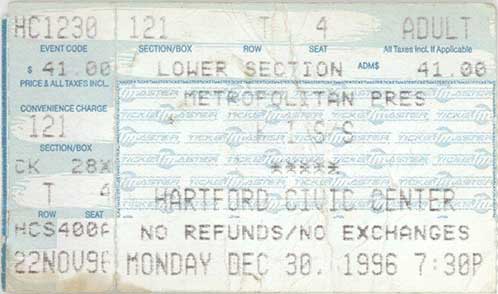 HC1230 121 T 4 ADULT
EVENT CODE SECTION/BOX ROW SEAT All Taxes Incl. If Applicable
$ 41.00 LOWER SECTION ADM$ 41.00
PRICE & ALL TAXES INCL. METROPOLITAN PRES
CONVENIENCE CHARGE
121 KISS
SECTION/BOX *****
CK 28X
T 4 HARTFORD CIVIC CENTER
ROW SEAT
HCS400A NO REFUNDS/NO EXCHANGES
22NOV96 MONDAY DEC 30, 1996 7:30P